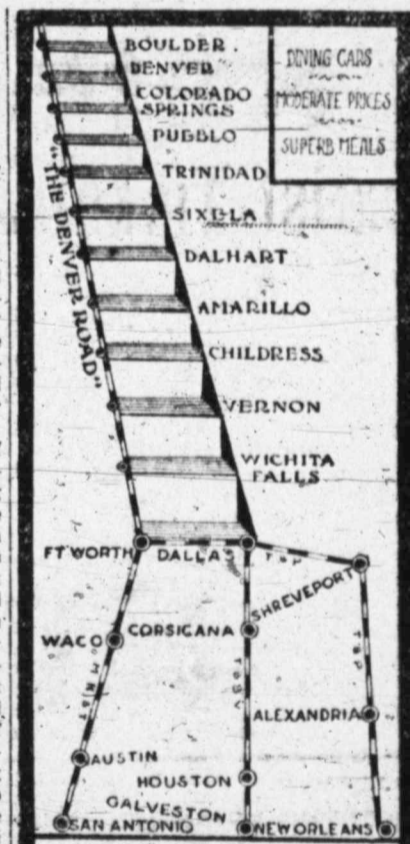 BOULDER
DENVER
COLORADO
SPRINGS
PUEBLO
TRINIDAD
SIXELA
DALHART
AMARILLO
CHILDRESS
VERNON
WICHITA
FALLS
DINING CARS
MODERATE PRICES
SUPERB MEALS
"THE DENVER ROAD"
FT WORTH
DALLAS
T&P
SHREVEPORT
WACO
CORSICANA
T&P
ALEXANDRIA
AUSTIN
HOUSTON
GALVESTON
SAN ANTONIO
NEW ORLEANS